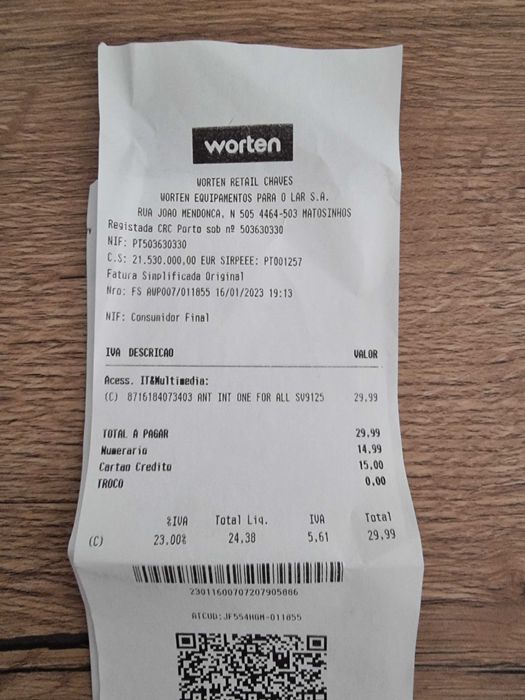 worten
WORTEN RETAIL CHAVES
WORTEN EQUIPAMENTOS PARA O LAR S.A.
RUA JOAO MENDONCA, N 505 4464-503 MATOSINHOS
Registada CRC Porto sob nº 503630330
NIF: PT503630330
C.S: 21.530.000,00 EUR SIRPEEE: PT001257
Fatura Simplificada Original
Nro: FS AVP007/011855 16/01/2023 19:13
NIF: Consumidor Final
IVA DESCRICAO VALOR
Acess. IT&Multimedia:
(C) 8716184073403 ANT INT ONE FOR ALL SV9125 29.99
TOTAL A PAGAR 29.99
Numerario 14.99
Cartao Credito 15.00
TROCO 0.00
%IVA Total Liq. IVA Total
(C) 23.00% 24.38 5.61 29.99
23011600707207905886
ATCUD:JF554HGM-011855